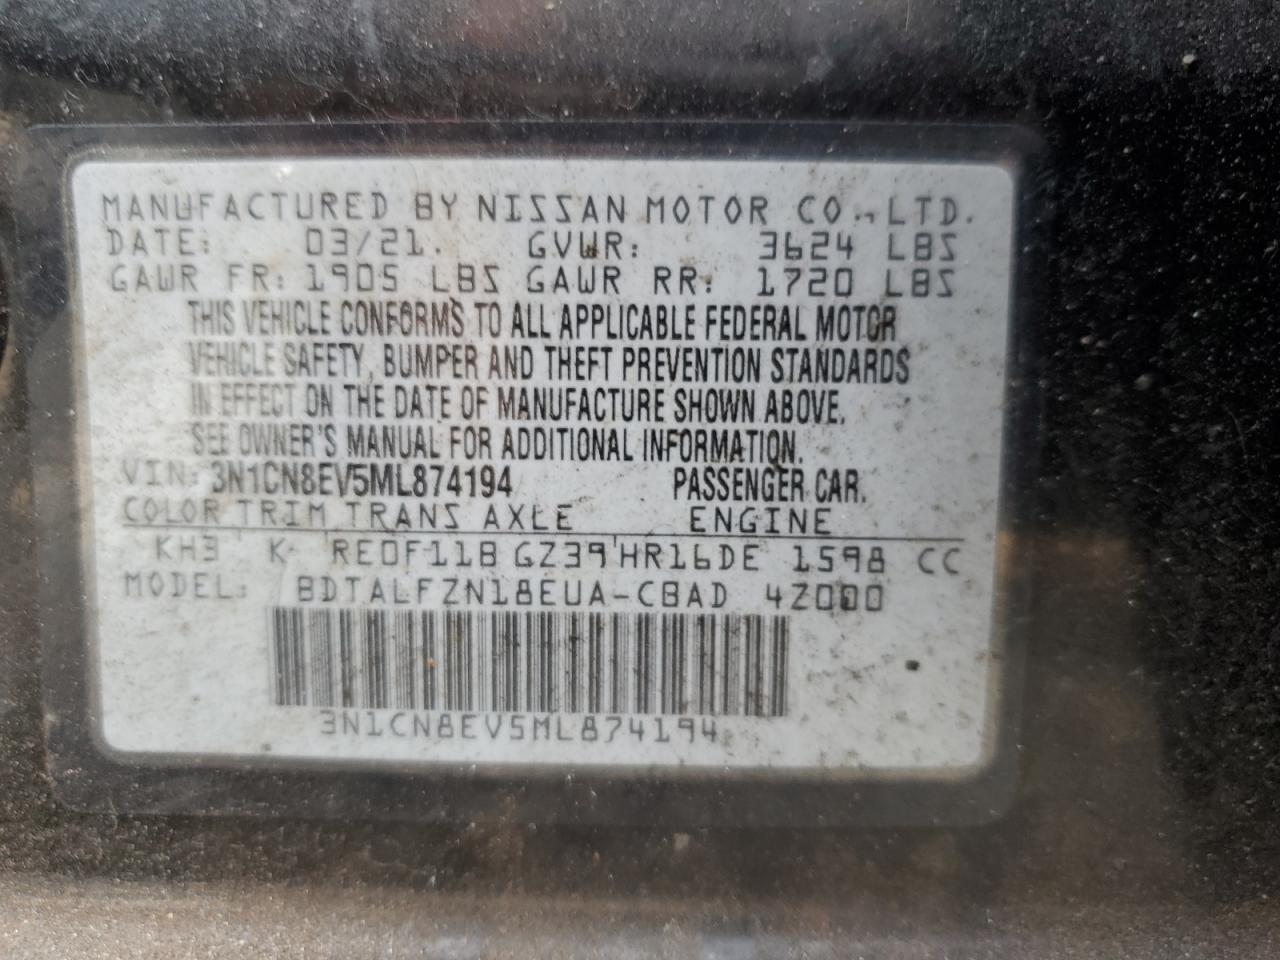 MANUFACTURED BY NISSAN MOTOR CO., LTD.
DATE: 03/21. GVWR: 3624 LBS
GAWR FR: 1905 LBS GAWR RR: 1720 LBS
THIS VEHICLE CONFORMS TO ALL APPLICABLE FEDERAL MOTOR
VEHICLE SAFETY, BUMPER AND THEFT PREVENTION STANDARDS
IN EFFECT ON THE DATE OF MANUFACTURE SHOWN ABOVE.
SEE OWNER'S MANUAL FOR ADDITIONAL INFORMATION.
VIN: 3N1CN8EV5ML874194 PASSENGER CAR.
COLOR TRIM TRANS AXLE ENGINE
KH3 K RE0F11B GZ39 HR16DE 1598 CC
MODEL: BDTALFZN18EUA-CBAD 4Z000
3N1CN8EV5ML874194